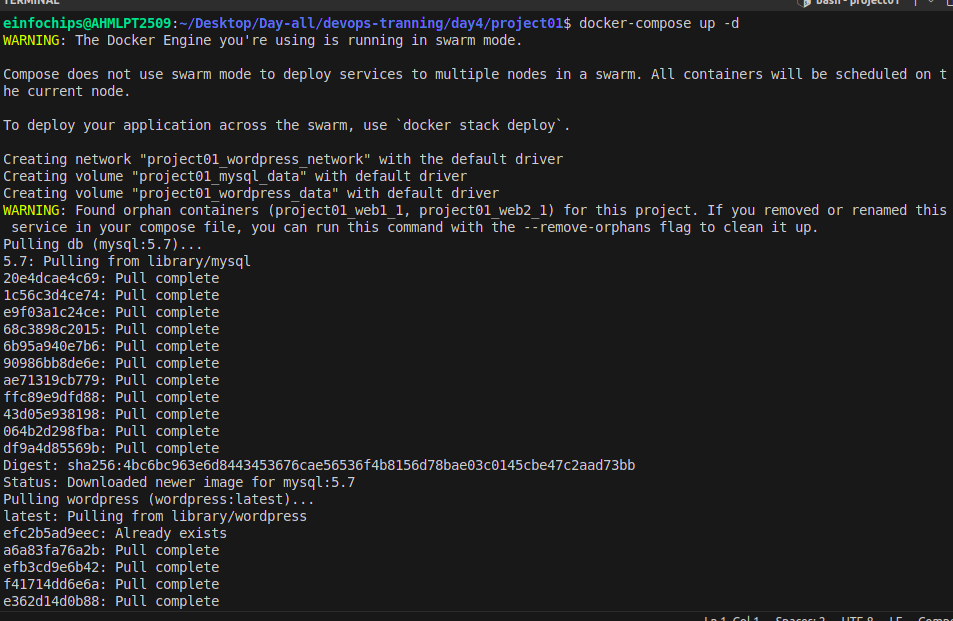 TERMINAL
bash - project01
einfochips@AHMLPT2509:~/Desktop/Day-all/devops-tranning/day4/project01$ docker-compose up -d
WARNING: The Docker Engine you're using is running in swarm mode.
Compose does not use swarm mode to deploy services to multiple nodes in a swarm. All containers will be scheduled on t
he current node.
To deploy your application across the swarm, use `docker stack deploy`.
Creating network "project01_wordpress_network" with the default driver
Creating volume "project01_mysql_data" with default driver
Creating volume "project01_wordpress_data" with default driver
WARNING: Found orphan containers (project01_web1_1, project01_web2_1) for this project. If you removed or renamed this
 service in your compose file, you can run this command with the --remove-orphans flag to clean it up.
Pulling db (mysql:5.7)...
5.7: Pulling from library/mysql
20e4dcae4c69: Pull complete
1c56c3d4ce74: Pull complete
e9f03a1c24ce: Pull complete
68c3898c2015: Pull complete
6b95a940e7b6: Pull complete
90986bb8de6e: Pull complete
ae71319cb779: Pull complete
ffc89e9dfd88: Pull complete
43d05e938198: Pull complete
064b2d298fba: Pull complete
df9a4d85569b: Pull complete
Digest: sha256:4bc6bc963e6d8443453676cae56536f4b8156d78bae03c0145cbe47c2aad73bb
Status: Downloaded newer image for mysql:5.7
Pulling wordpress (wordpress:latest)...
latest: Pulling from library/wordpress
efc2b5ad9eec: Already exists
a6a83fa76a2b: Pull complete
efb3cd9e6b42: Pull complete
f41714dd6e6a: Pull complete
e362d14d0b88: Pull complete
Ln 1, Col 1 Spaces: 2 UTF-8 LF